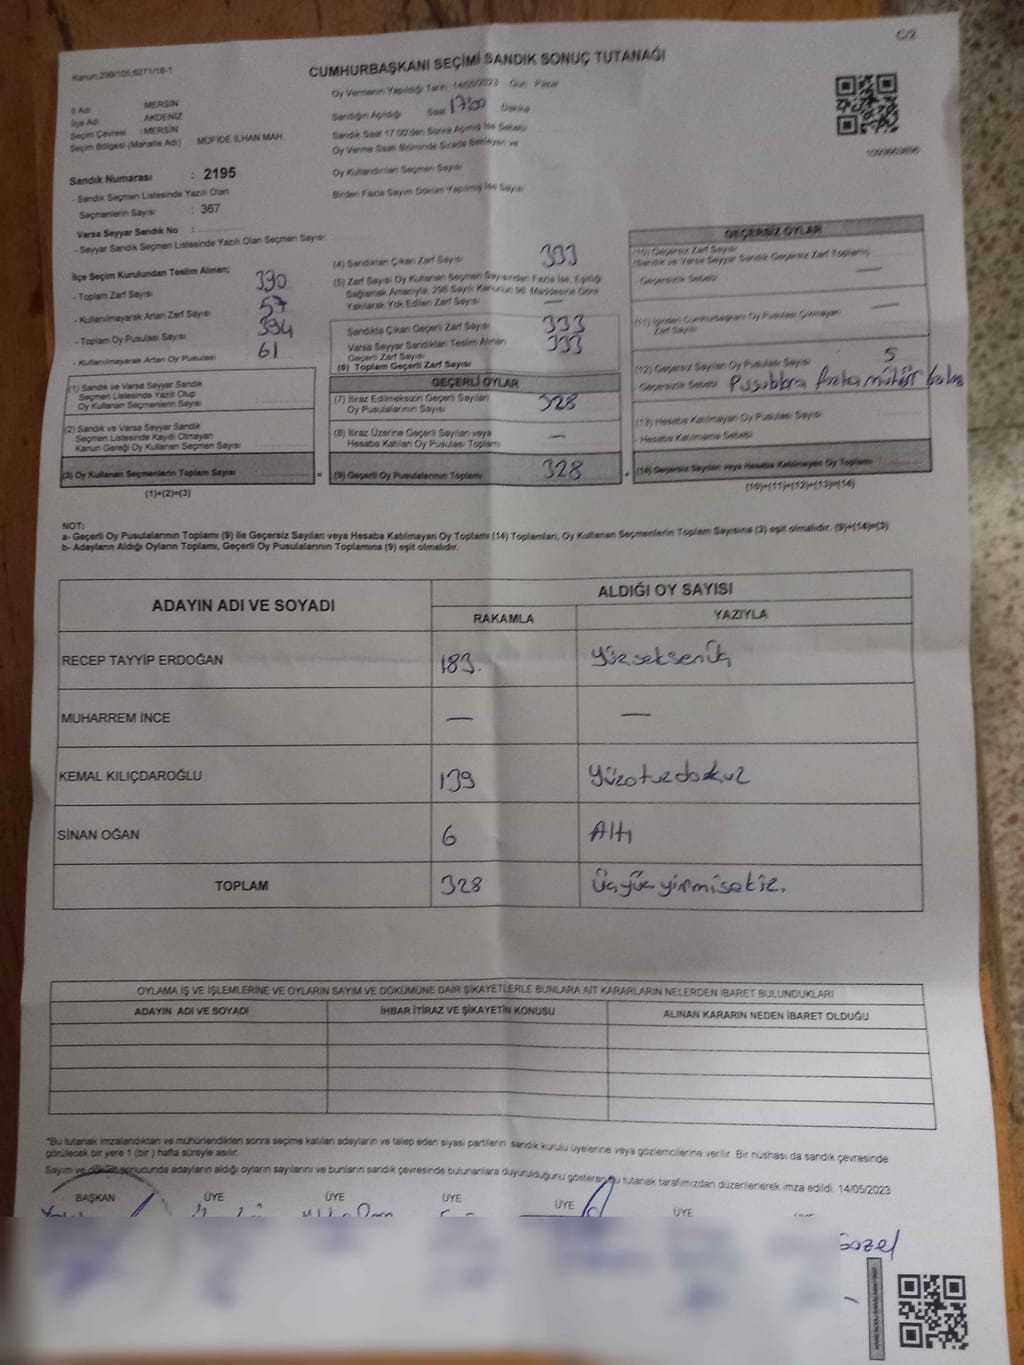 C/2
Kanun:298/105,6271/18-1
CUMHURBAŞKANI SEÇİMİ SANDIK SONUÇ TUTANAĞI
İl Adı MERSİN
İlçe Adı AKDENİZ
Seçim Çevresi : MERSİN
Seçim Bölgesi (Mahalle Adı) MÜFİDE İLHAN MAH.
Sandık Numarası : 2195
- Sandık Seçmen Listesinde Yazılı Olan
Seçmenlerin Sayısı : 367
Varsa Seyyar Sandık No :
- Seyyar Sandık Seçmen Listesinde Yazılı Olan Seçmen Sayısı
Oy Vermenin Yapıldığı Tarih: 14/05/2023 Gün: Pazar
Sandığın Açıldığı Saat 17:00 Dakika
Sandık Saat 17.00'den Sonra Açılmış İse Sebebi
Oy Verme Saati Bitiminde Sırada Bekleyen ve
Oy Kullandırılan Seçmen Sayısı
Birden Fazla Sayım Döküm Yapılmış İse Sayısı
İlçe Seçim Kurulundan Teslim Alınan;
- Toplam Zarf Sayısı 390
- Kullanılmayarak Artan Zarf Sayısı 57
- Toplam Oy Pusulası Sayısı 394
- Kullanılmayarak Artan Oy Pusulası 61
(1) Sandık ve Varsa Seyyar Sandık
Seçmen Listesinde Yazılı Olup
Oy Kullanan Seçmenlerin Sayısı
(2) Sandık ve Varsa Seyyar Sandık
Seçmen Listesinde Kayıtlı Olmayan
Kanun Gereği Oy Kullanan Seçmen Sayısı
(3) Oy Kullanan Seçmenlerin Toplam Sayısı =
(1)+(2)=(3)
(4) Sandıktan Çıkan Zarf Sayısı 333
(5) Zarf Sayısı Oy Kullanan Seçmen Sayısından Fazla İse, Eşitliği
Sağlamak Amacıyla, 298 Sayılı Kanunun 98. Maddesine Göre
Yakılarak Yok Edilen Zarf Sayısı —
Sandıkta Çıkan Geçerli Zarf Sayısı 333
Varsa Seyyar Sandıktan Teslim Alınan 333
Geçerli Zarf Sayısı
(6) Toplam Geçerli Zarf Sayısı
GEÇERLİ OYLAR
(7) İtiraz Edilmeksizin Geçerli Sayılan
Oy Pusulalarının Sayısı 328
(8) İtiraz Üzerine Geçerli Sayılan veya
Hesaba Katılan Oy Pusulası Toplamı —
(9) Geçerli Oy Pusulalarının Toplamı 328 +
GEÇERSİZ OYLAR
(10) Geçersiz Zarf Sayısı
(Sandık ve Varsa Seyyar Sandık Geçersiz Zarf Toplamı)
- Geçersizlik Sebebi —
(11) İçinden Cumhurbaşkanı Oy Pusulası Çıkmayan —
Zarf Sayısı
(12) Geçersiz Sayılan Oy Pusulası Sayısı 5
- Geçersizlik Sebebi fazla mühür
(13) Hesaba Katılmayan Oy Pusulası Sayısı
- Hesaba Katılmama Sebebi
(14) Geçersiz Sayılan veya Hesaba Katılmayan Oy Toplamı
(10)+(11)+(12)+(13)=(14)
NOT:
a- Geçerli Oy Pusulalarının Toplamı (9) ile Geçersiz Sayılan veya Hesaba Katılmayan Oy Toplamı (14) Toplamları, Oy Kullanan Seçmenlerin Toplam Sayısına (3) eşit olmalıdır. (9)+(14)=(3)
b- Adayların Aldığı Oyların Toplamı, Geçerli Oy Pusulalarının Toplamına (9) eşit olmalıdır.
ADAYIN ADI VE SOYADI
ALDIĞI OY SAYISI
RAKAMLA YAZIYLA
RECEP TAYYİP ERDOĞAN 183. Yüzseksenüç
MUHARREM İNCE — —
KEMAL KILIÇDAROĞLU 139 Yüzotuzdokuz
SİNAN OĞAN 6 Altı
TOPLAM 328 Üçyüzyirmisekiz.
OYLAMA İŞ VE İŞLEMLERİNE VE OYLARIN SAYIM VE DÖKÜMÜNE DAİR ŞİKAYETLERLE BUNLARA AİT KARARLARIN NELERDEN İBARET BULUNDUKLARI
ADAYIN ADI VE SOYADI İHBAR İTİRAZ VE ŞİKAYETİN KONUSU ALINAN KARARIN NEDEN İBARET OLDUĞU
*Bu tutanak imzalandıktan ve mühürlendikten sonra seçime katılan adayların ve talep eden siyasi partilerin sandık kurulu üyelerine veya gözlemcilerine verilir. Bir nüshası da sandık çevresinde
görülecek bir yere 1 (bir) hafta süreyle asılır.
Sayım ve döküm sonucunda adayların aldığı oyların sayılarını ve bunların sandık çevresinde bulunanlara duyurulduğunu gösteren bu tutanak tarafımızdan düzenlenerek imza edildi. 14/05/2023
BAŞKAN ÜYE ÜYE ÜYE ÜYE ÜYE